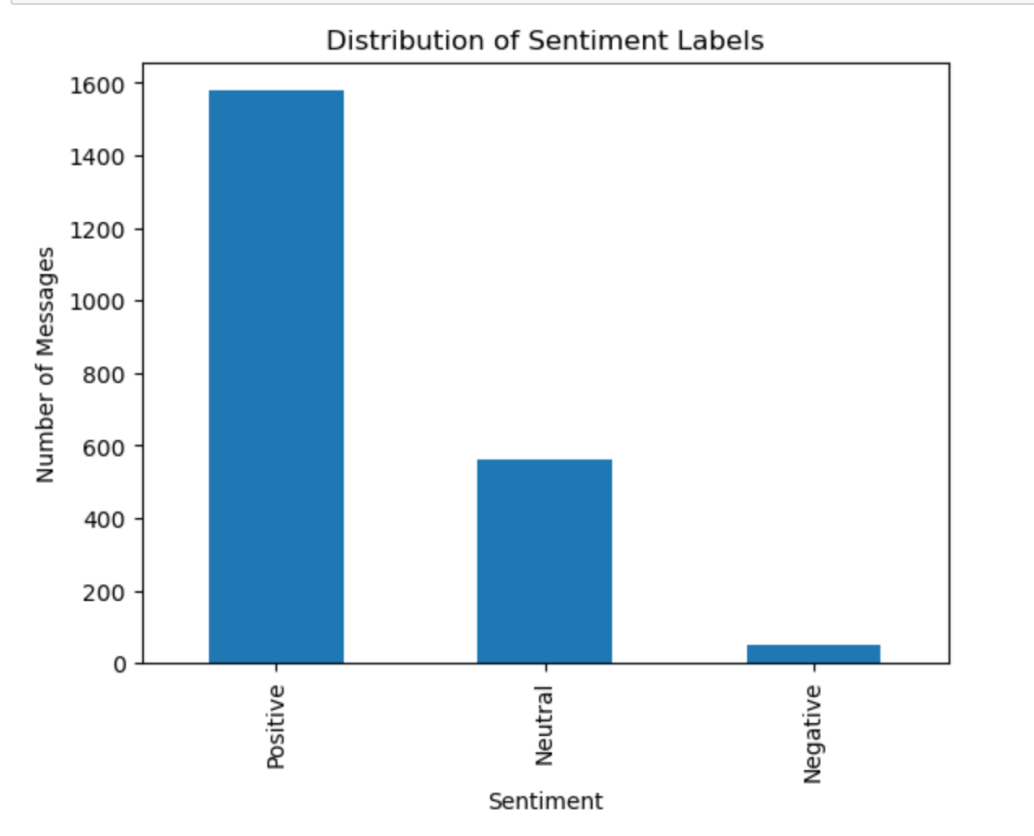 Distribution of Sentiment Labels
Number of Messages
1600
1400
1200
1000
800
600
400
200
0
Positive
Neutral
Negative
Sentiment